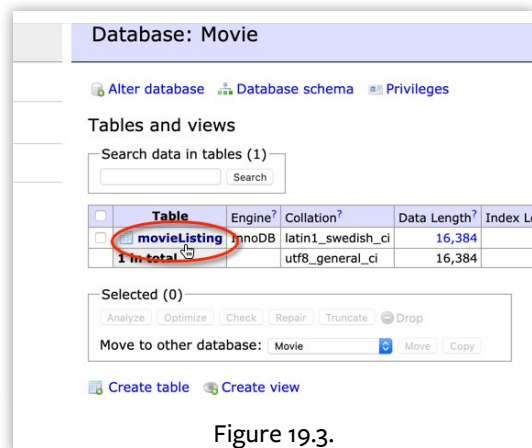 Database: Movie
Alter database Database schema Privileges
Tables and views
Search data in tables (1)
Search
Table Engine? Collation? Data Length? Index
movieListing InnoDB latin1_swedish_ci 16,384
1 in total utf8_general_ci 16,384
Selected (0)
Analyze Optimize Check Repair Truncate Drop
Move to other database: Movie Move Copy
Create table Create view
Figure 19.3.